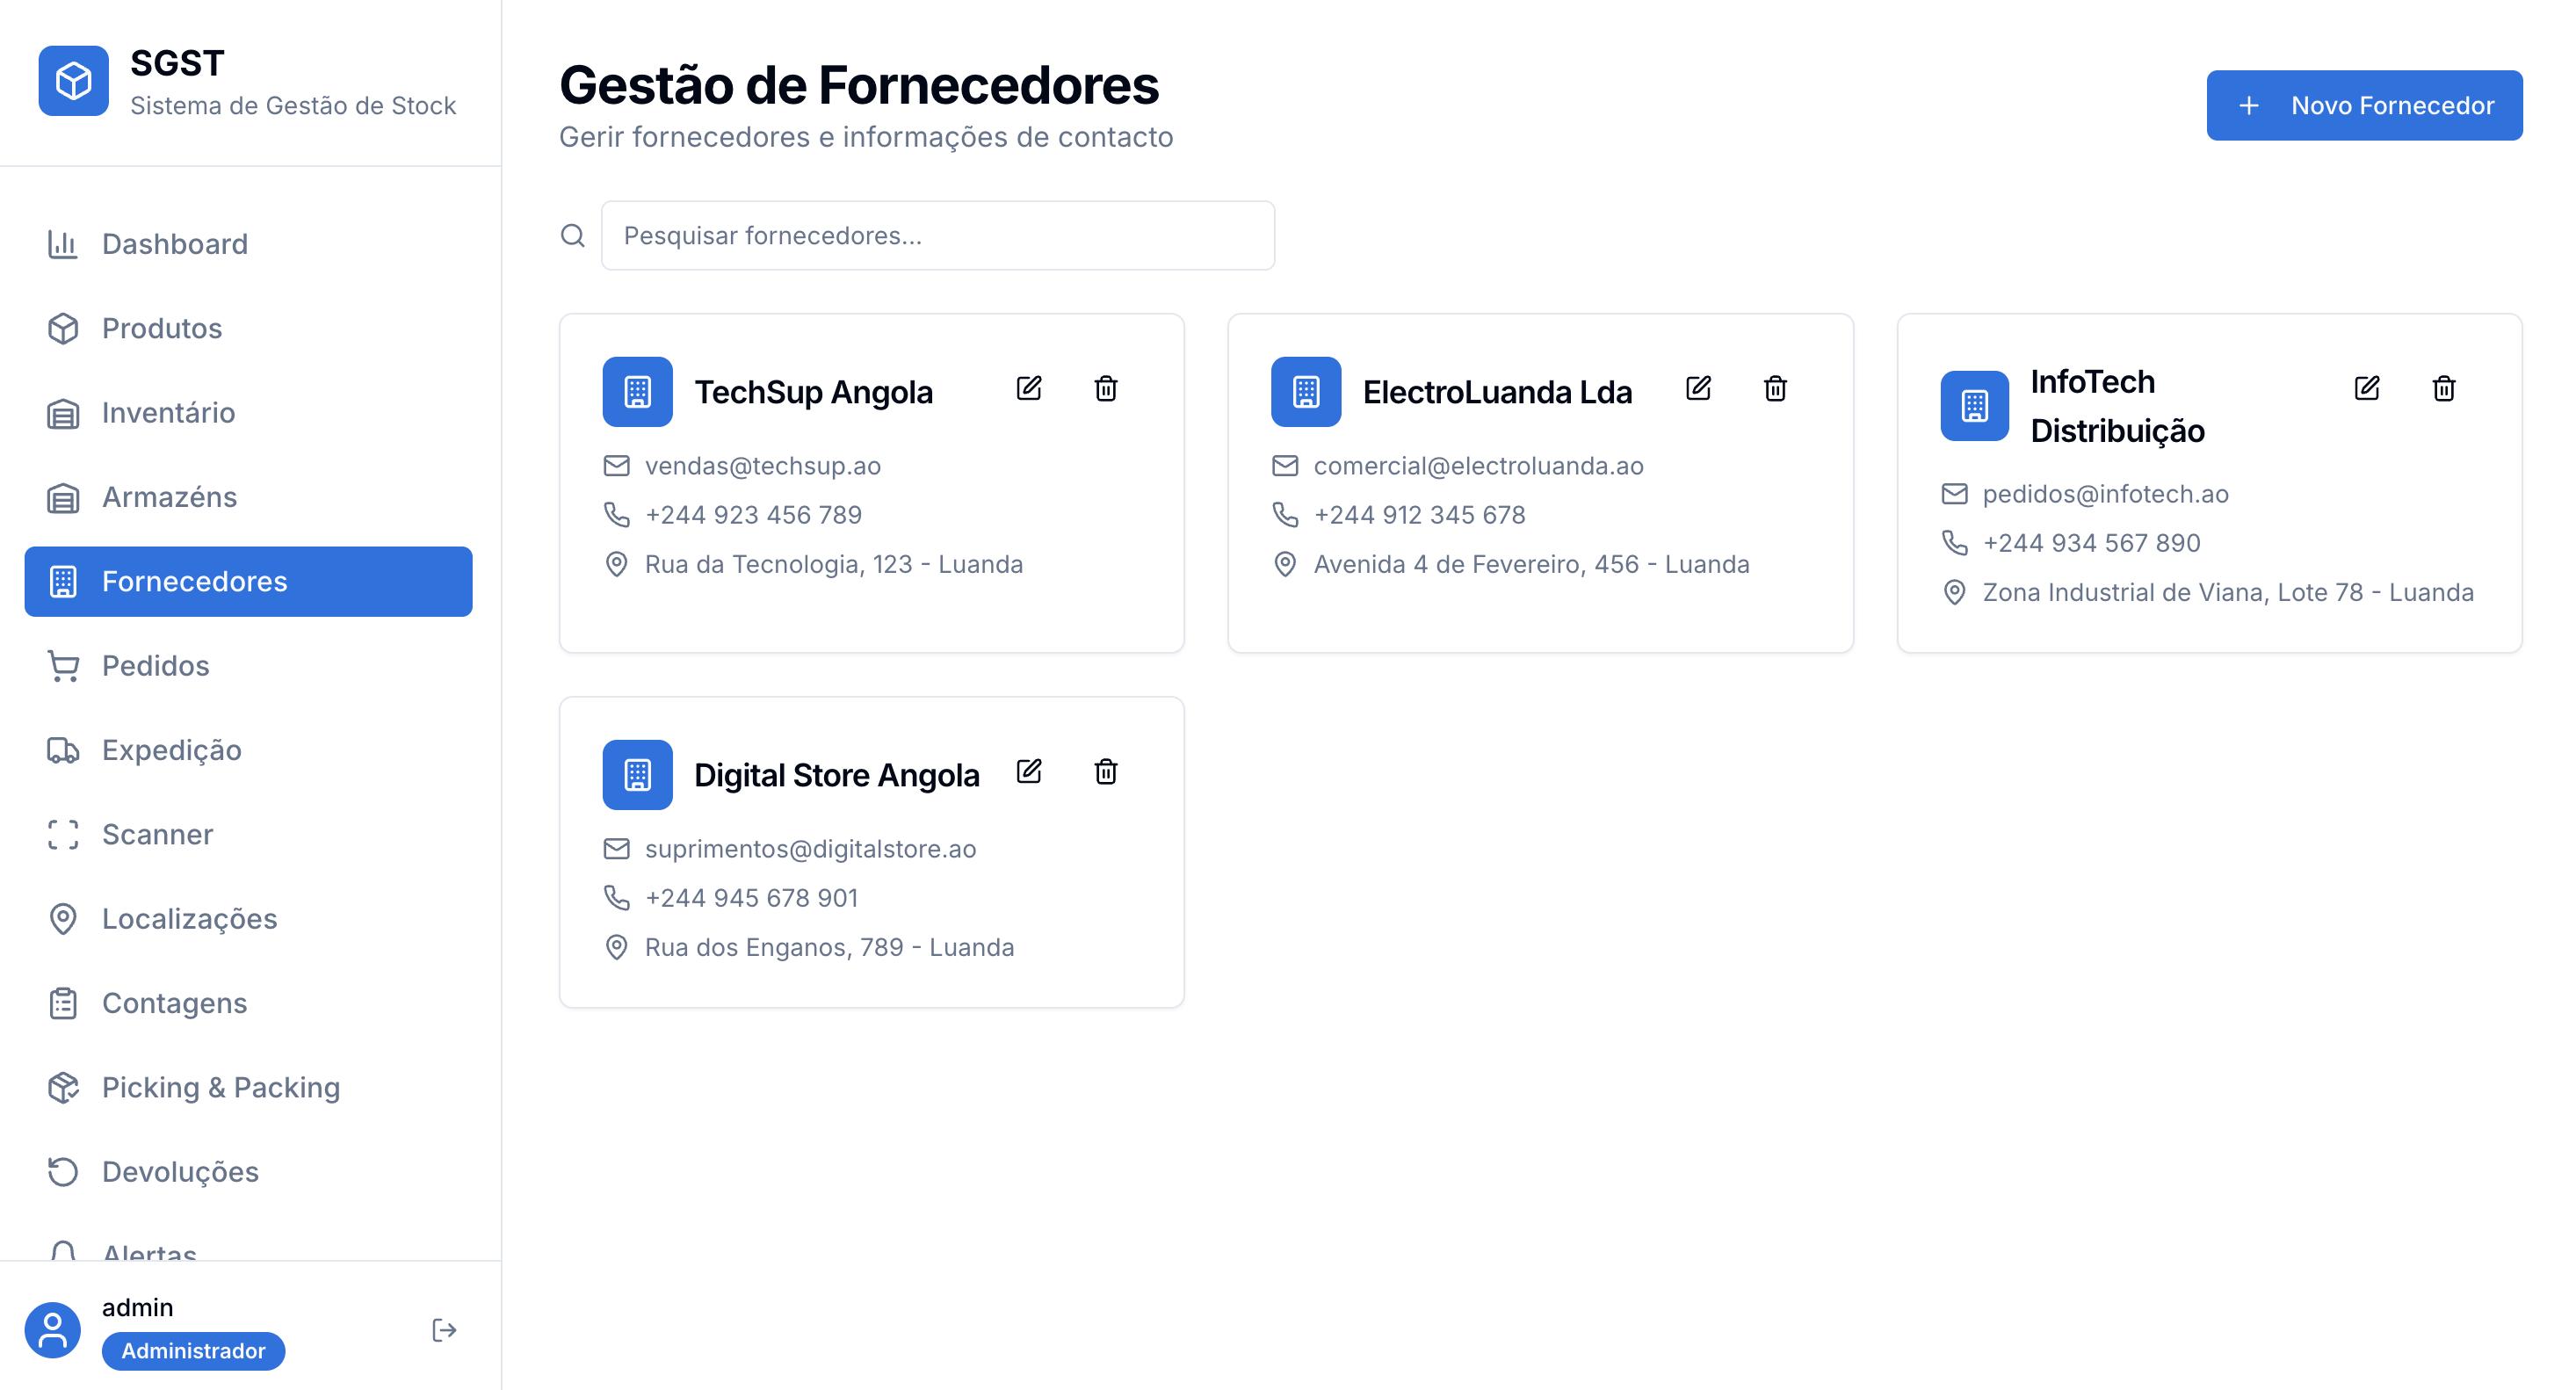 SGST
Sistema de Gestão de Stock
Dashboard
Produtos
Inventário
Armazéns
Fornecedores
Pedidos
Expedição
Scanner
Localizações
Contagens
Picking & Packing
Devoluções
Alertas
admin
Administrador
Gestão de Fornecedores
Gerir fornecedores e informações de contacto
Novo Fornecedor
Pesquisar fornecedores...
TechSup Angola
vendas@techsup.ao
+244 923 456 789
Rua da Tecnologia, 123 - Luanda
ElectroLuanda Lda
comercial@electroluanda.ao
+244 912 345 678
Avenida 4 de Fevereiro, 456 - Luanda
InfoTech
Distribuição
pedidos@infotech.ao
+244 934 567 890
Zona Industrial de Viana, Lote 78 - Luanda
Digital Store Angola
suprimentos@digitalstore.ao
+244 945 678 901
Rua dos Enganos, 789 - Luanda